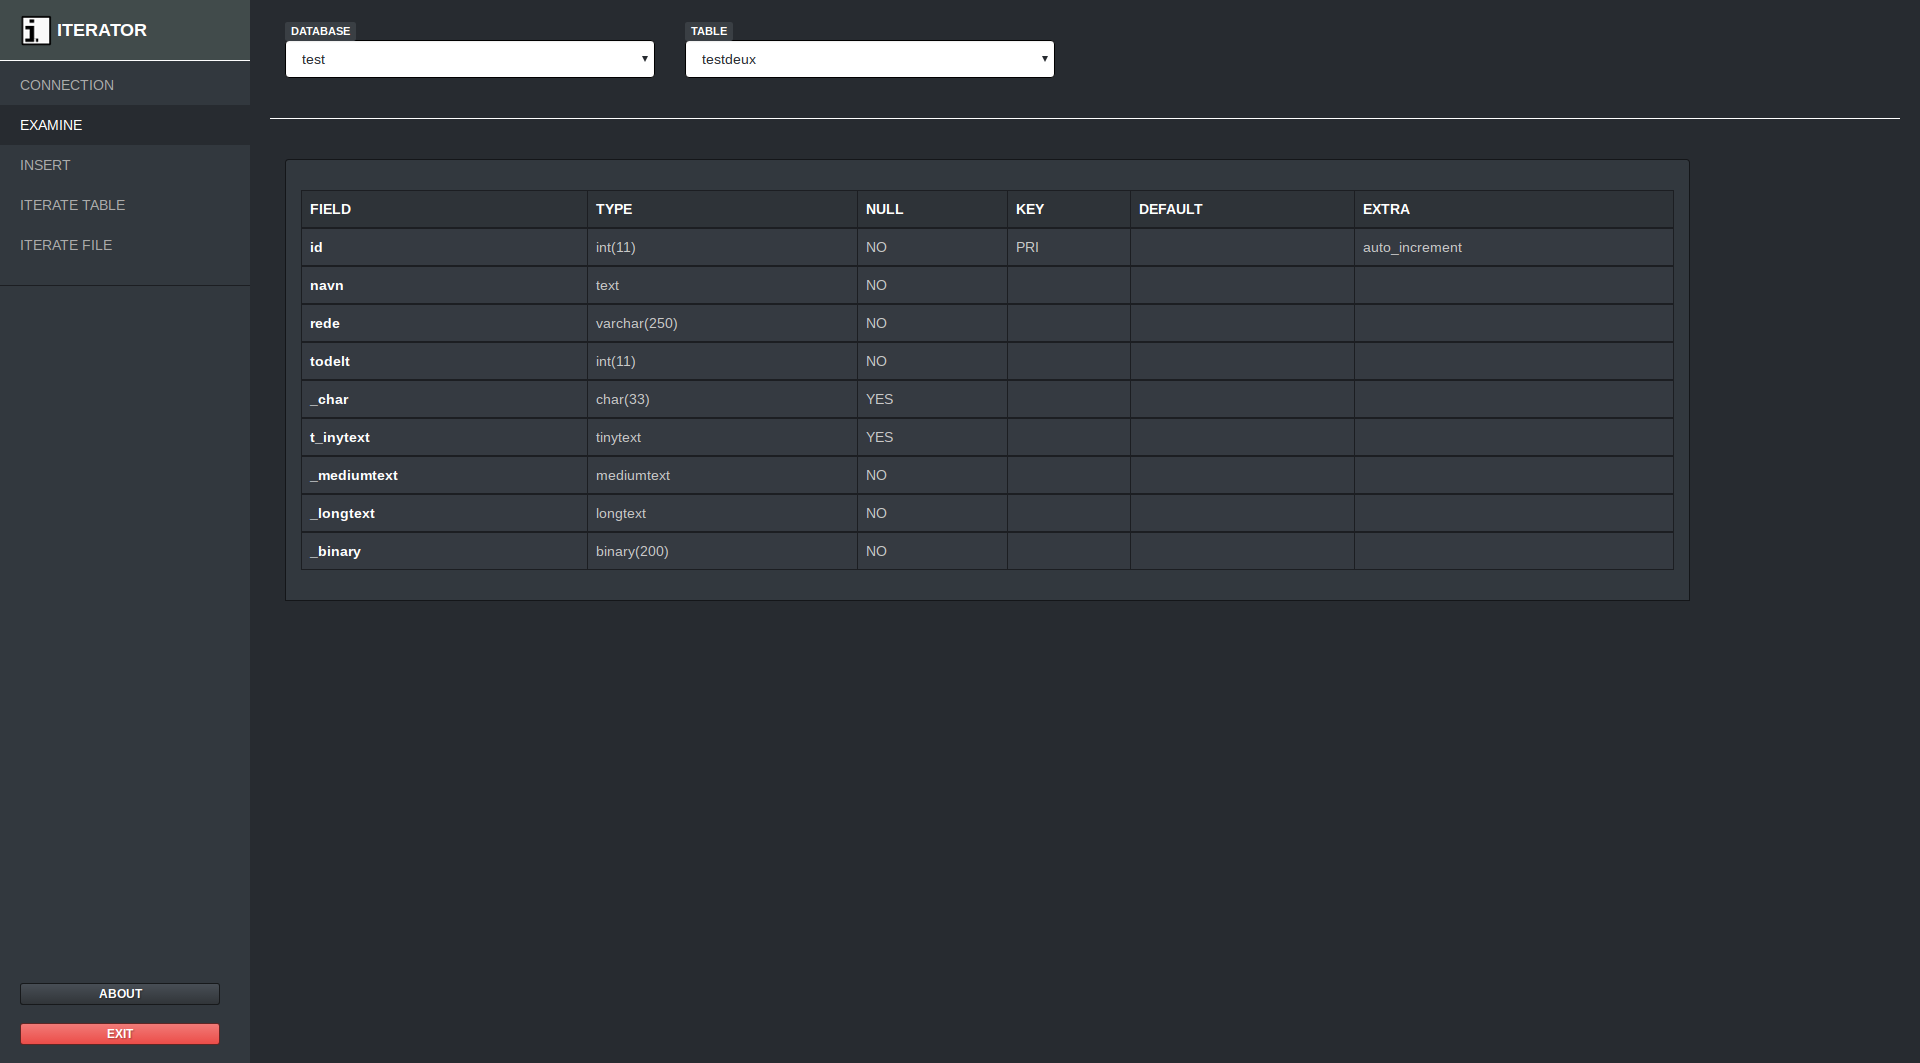 i. ITERATOR
CONNECTION
EXAMINE
INSERT
ITERATE TABLE
ITERATE FILE
ABOUT
EXIT
DATABASE TABLE
test testdeux
FIELD TYPE NULL KEY DEFAULT EXTRA
id int(11) NO PRI auto_increment
navn text NO
rede varchar(250) NO
todelt int(11) NO
_char char(33) YES
t_inytext tinytext YES
_mediumtext mediumtext NO
_longtext longtext NO
_binary binary(200) NO